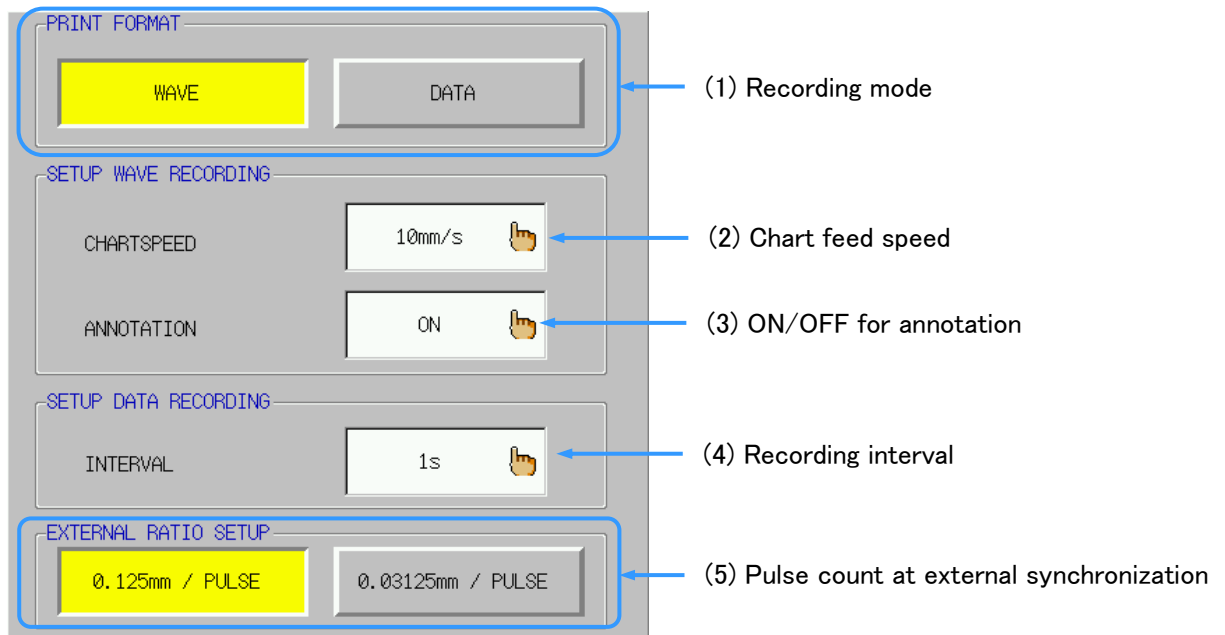 PRINT FORMAT
WAVE
DATA
(1) Recording mode
SETUP WAVE RECORDING
CHARTSPEED
10mm/s
(2) Chart feed speed
ANNOTATION
ON
(3) ON/OFF for annotation
SETUP DATA RECORDING
INTERVAL
1s
(4) Recording interval
EXTERNAL RATIO SETUP
0.125mm / PULSE
0.03125mm / PULSE
(5) Pulse count at external synchronization